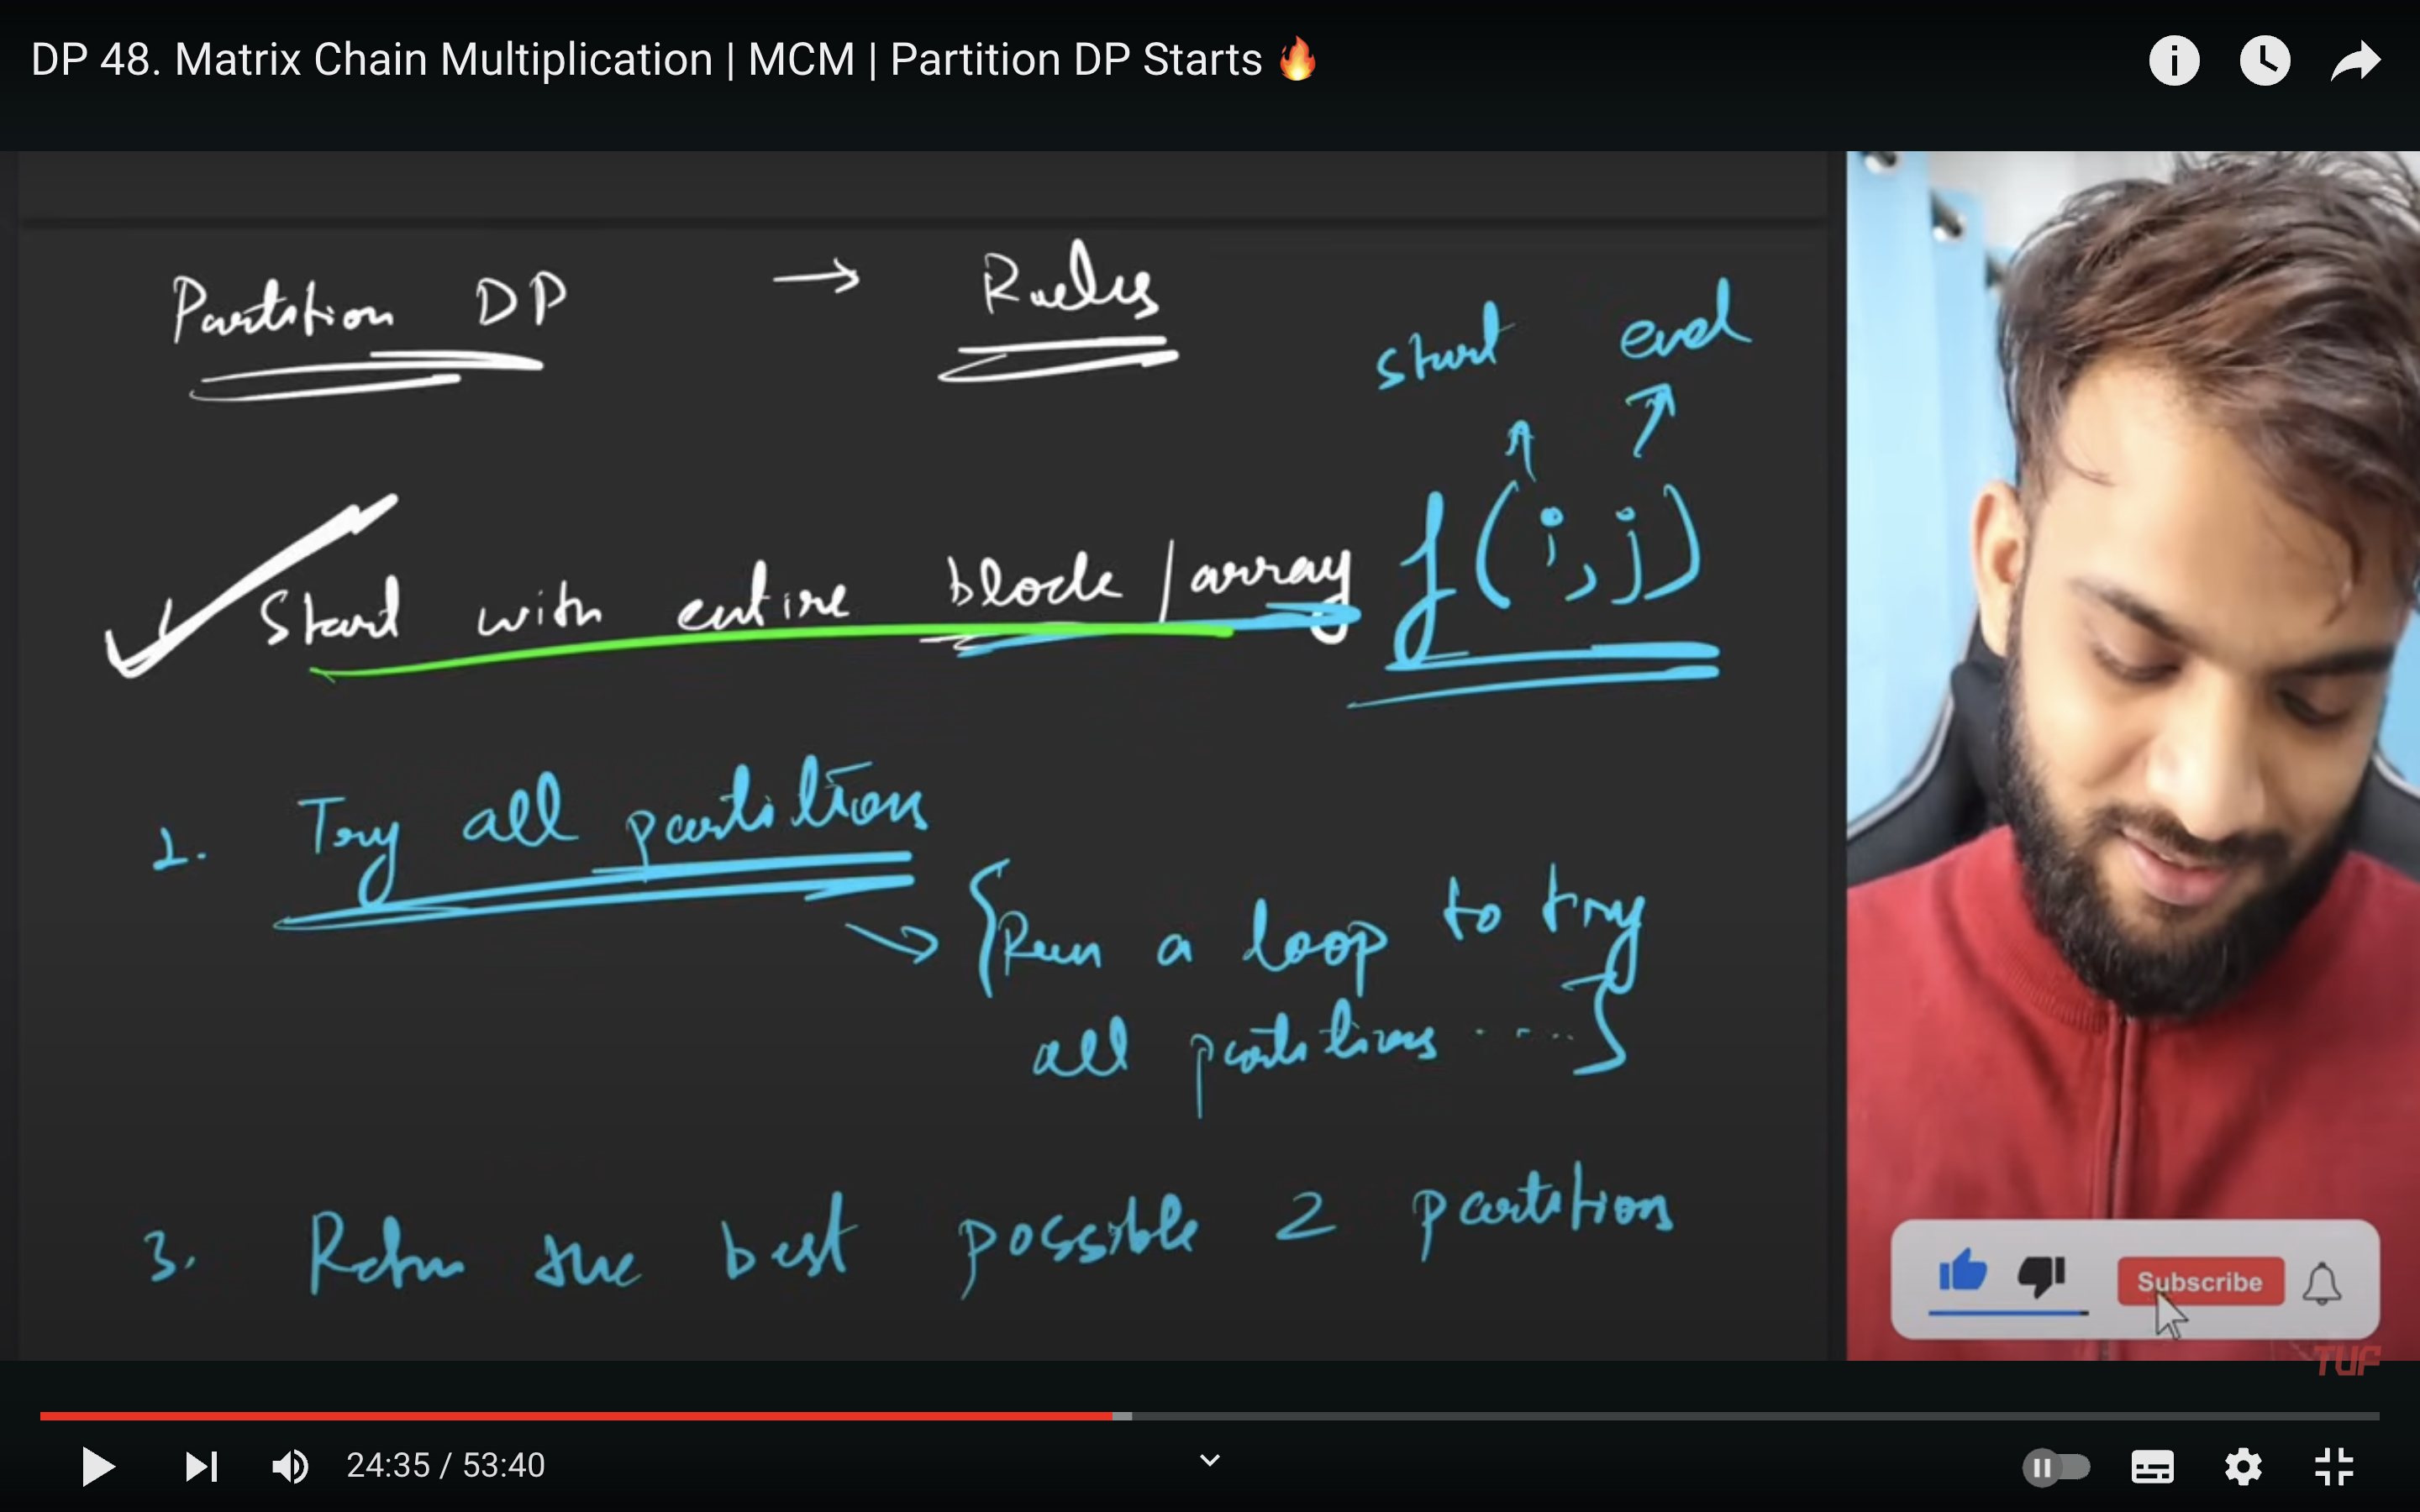 DP 48. Matrix Chain Multiplication | MCM | Partition DP Starts 🔥
Partition DP → Rules
start end
Start with entire block / array f(i,j)
2. Try all partitions
→ {Run a loop to try
all partitions ....}
3. Return the best possible 2 partition
Subscribe
TUF
24:35 / 53:40